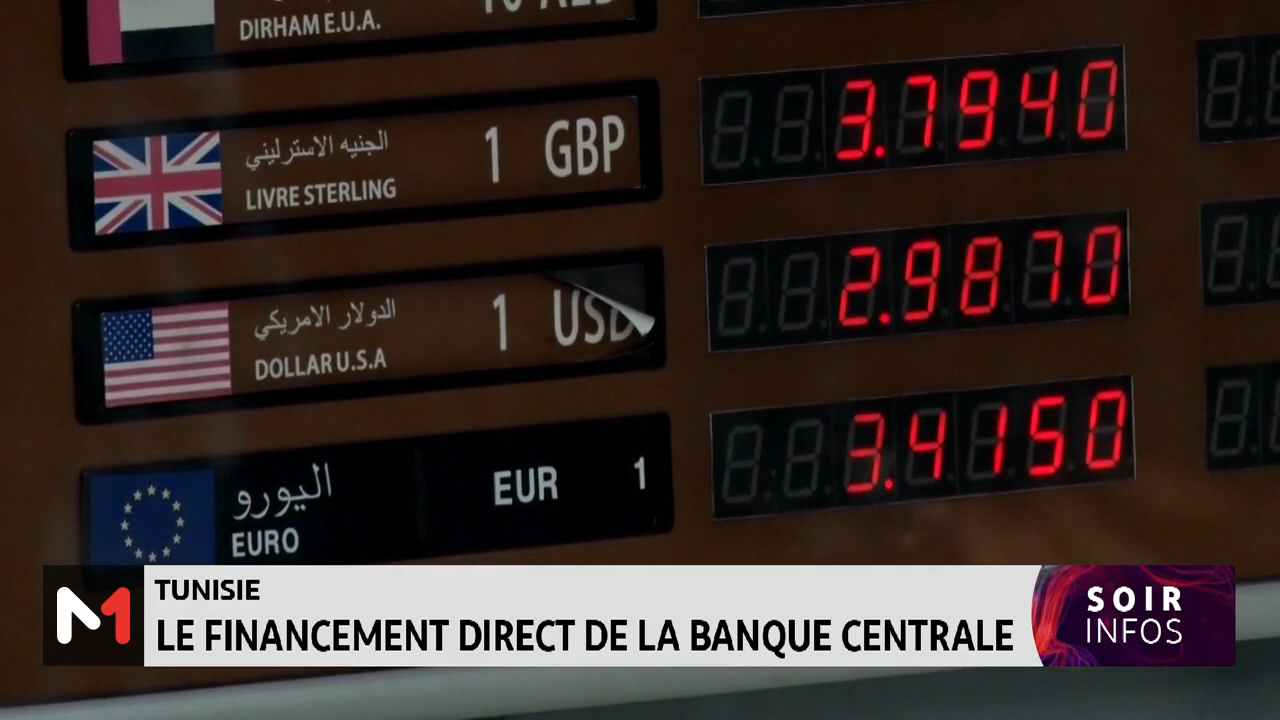 DIRHAM E.U.A.
الجنيه الاسترليني
LIVRE STERLING
1 GBP
3.7940
الدولار الامريكي
DOLLAR U.S.A
1 USD
2.9870
اليورو
EURO
EUR 1
3.4150
M1
TUNISIE
LE FINANCEMENT DIRECT DE LA BANQUE CENTRALE
SOIR
INFOS